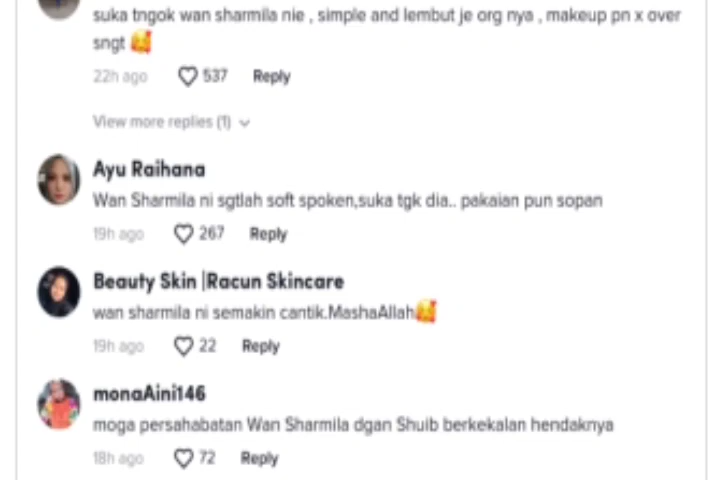 suka tngok wan sharmila nie , simple and lembut je org nya , makeup pn x over
sngt 🥰
22h ago 537 Reply
View more replies (1)
Ayu Raihana
Wan Sharmila ni sgtlah soft spoken,suka tgk dia.. pakaian pun sopan
19h ago 267 Reply
Beauty Skin |Racun Skincare
wan sharmila ni semakin cantik.MashaAllah🥰
19h ago 22 Reply
monaAini146
moga persahabatan Wan Sharmila dgan Shuib berkekalan hendaknya
18h ago 72 Reply